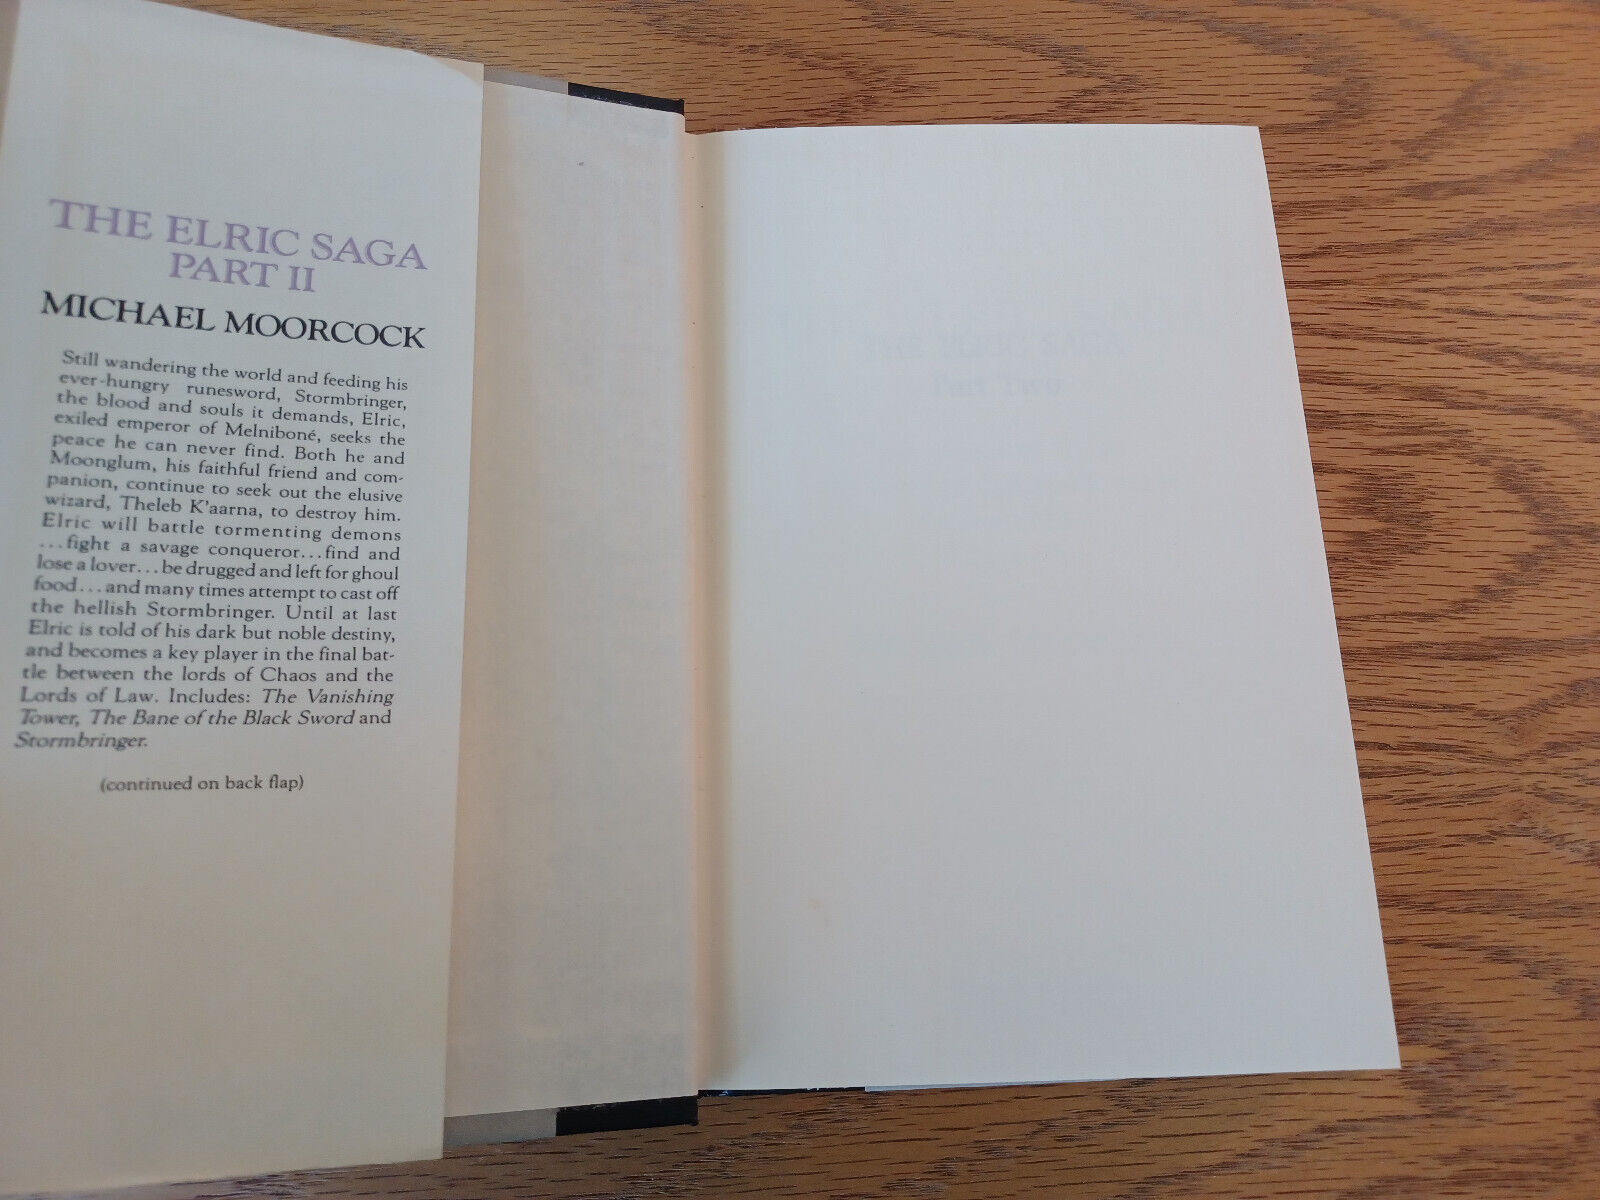 THE ELRIC SAGA
PART II
MICHAEL MOORCOCK
Still wandering the world and feeding his
ever-hungry runesword, Stormbringer,
the blood and souls it demands, Elric,
exiled emperor of Melniboné, seeks the
peace he can never find. Both he and
Moonglum, his faithful friend and com-
panion, continue to seek out the elusive
wizard, Theleb K'aarna, to destroy him.
Elric will battle tormenting demons
...fight a savage conqueror...find and
lose a lover...be drugged and left for ghoul
food...and many times attempt to cast off
the hellish Stormbringer. Until at last
Elric is told of his dark but noble destiny,
and becomes a key player in the final bat-
tle between the lords of Chaos and the
Lords of Law. Includes: The Vanishing
Tower, The Bane of the Black Sword and
Stormbringer.
(continued on back flap)
THE ELRIC SAGA
Part Two